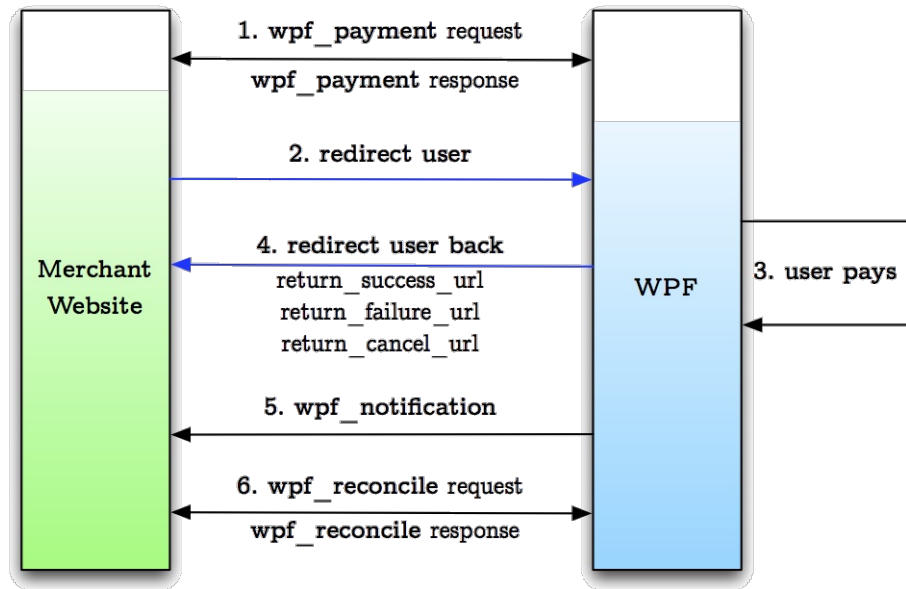 1. wpf_payment request
wpf_payment response
2. redirect user
4. redirect user back
return_success_url
return_failure_url
return_cancel_url
Merchant
Website
WPF
3. user pays
5. wpf_notification
6. wpf_reconcile request
wpf_reconcile response